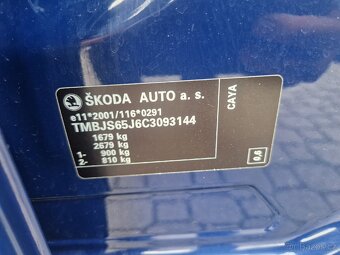 ŠKODA AUTO a. s.
e11*2001/116*0291
TMBJS65J6C3093144
1679 kg
2679 kg
1- 900 kg
2- 810 kg
CAYA
0,6